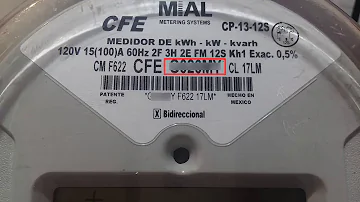 MIAL
CFE METERING SYSTEMS CP-13-12S
MEDIDOR DE kWh - kW - kvarh
120V 15(100)A 60Hz 2F 3H 2E FM 12S Kh1 Exac. 0,5%
CM F622 CFE CL 17LM
PATENTE REG. Y F622 17LM* HECHO EN MEXICO
X Bidireccional